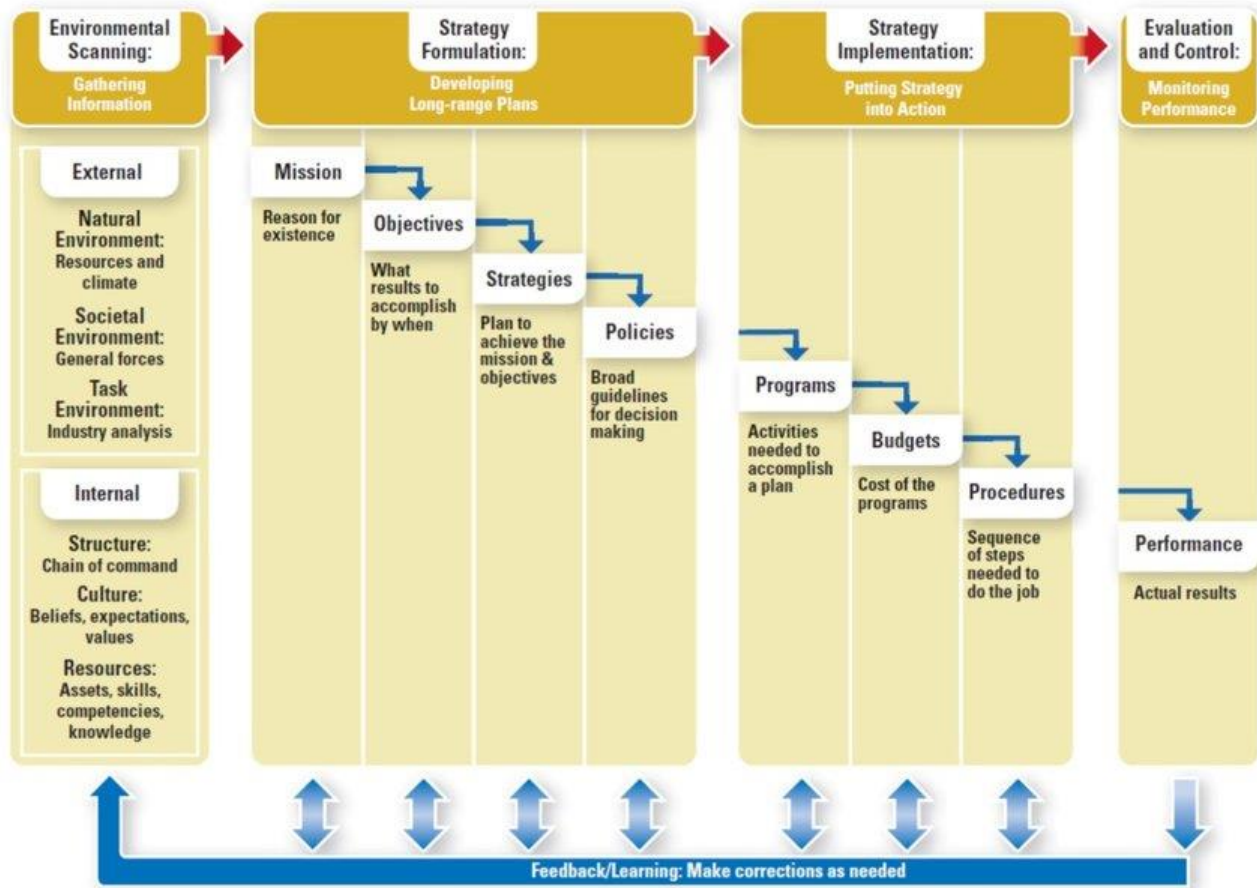 Environmental
Scanning:
Gathering
Information
Strategy
Formulation:
Developing
Long-range Plans
Strategy
Implementation:
Putting Strategy
into Action
Evaluation
and Control:
Monitoring
Performance
External
Natural
Environment:
Resources and
climate
Societal
Environment:
General forces
Task
Environment:
Industry analysis
Internal
Structure:
Chain of command
Culture:
Beliefs, expectations,
values
Resources:
Assets, skills,
competencies,
knowledge
Mission
Reason for
existence
Objectives
What
results to
accomplish
by when
Strategies
Plan to
achieve the
mission &
objectives
Policies
Broad
guidelines
for decision
making
Programs
Activities
needed to
accomplish
a plan
Budgets
Cost of the
programs
Procedures
Sequence
of steps
needed to
do the job
Performance
Actual results
Feedback/Learning: Make corrections as needed